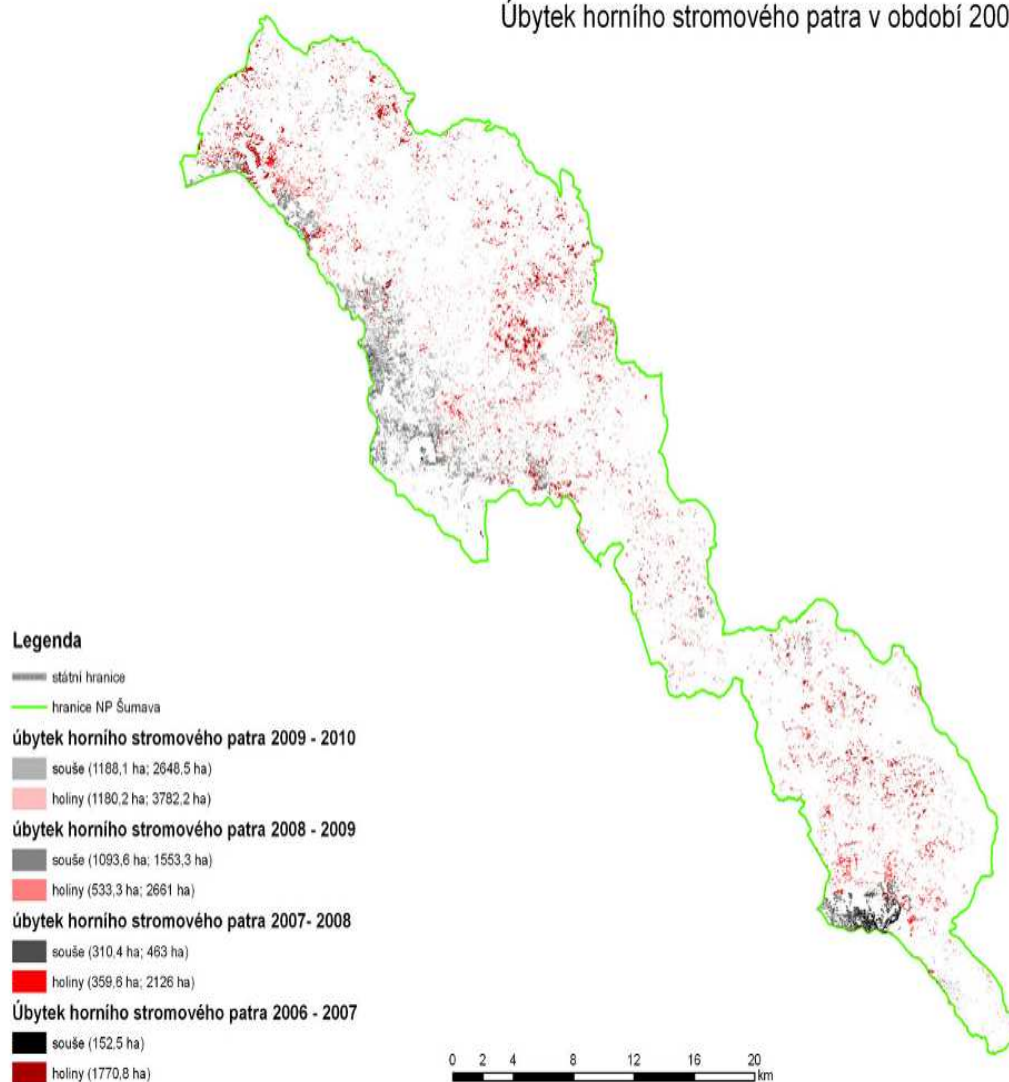 Úbytek horního stromového patra v období 200
Legenda
státní hranice
hranice NP Šumava
úbytek horního stromového patra 2009 - 2010
souše (1188,1 ha; 2648,5 ha)
holiny (1180,2 ha; 3782,2 ha)
úbytek horního stromového patra 2008 - 2009
souše (1093,6 ha; 1553,3 ha)
holiny (533,3 ha; 2661 ha)
úbytek horního stromového patra 2007- 2008
souše (310,4 ha; 463 ha)
holiny (359,6 ha; 2126 ha)
Úbytek horního stromového patra 2006 - 2007
souše (152,5 ha)
holiny (1770,8 ha)
0 2 4 8 12 16 20
km